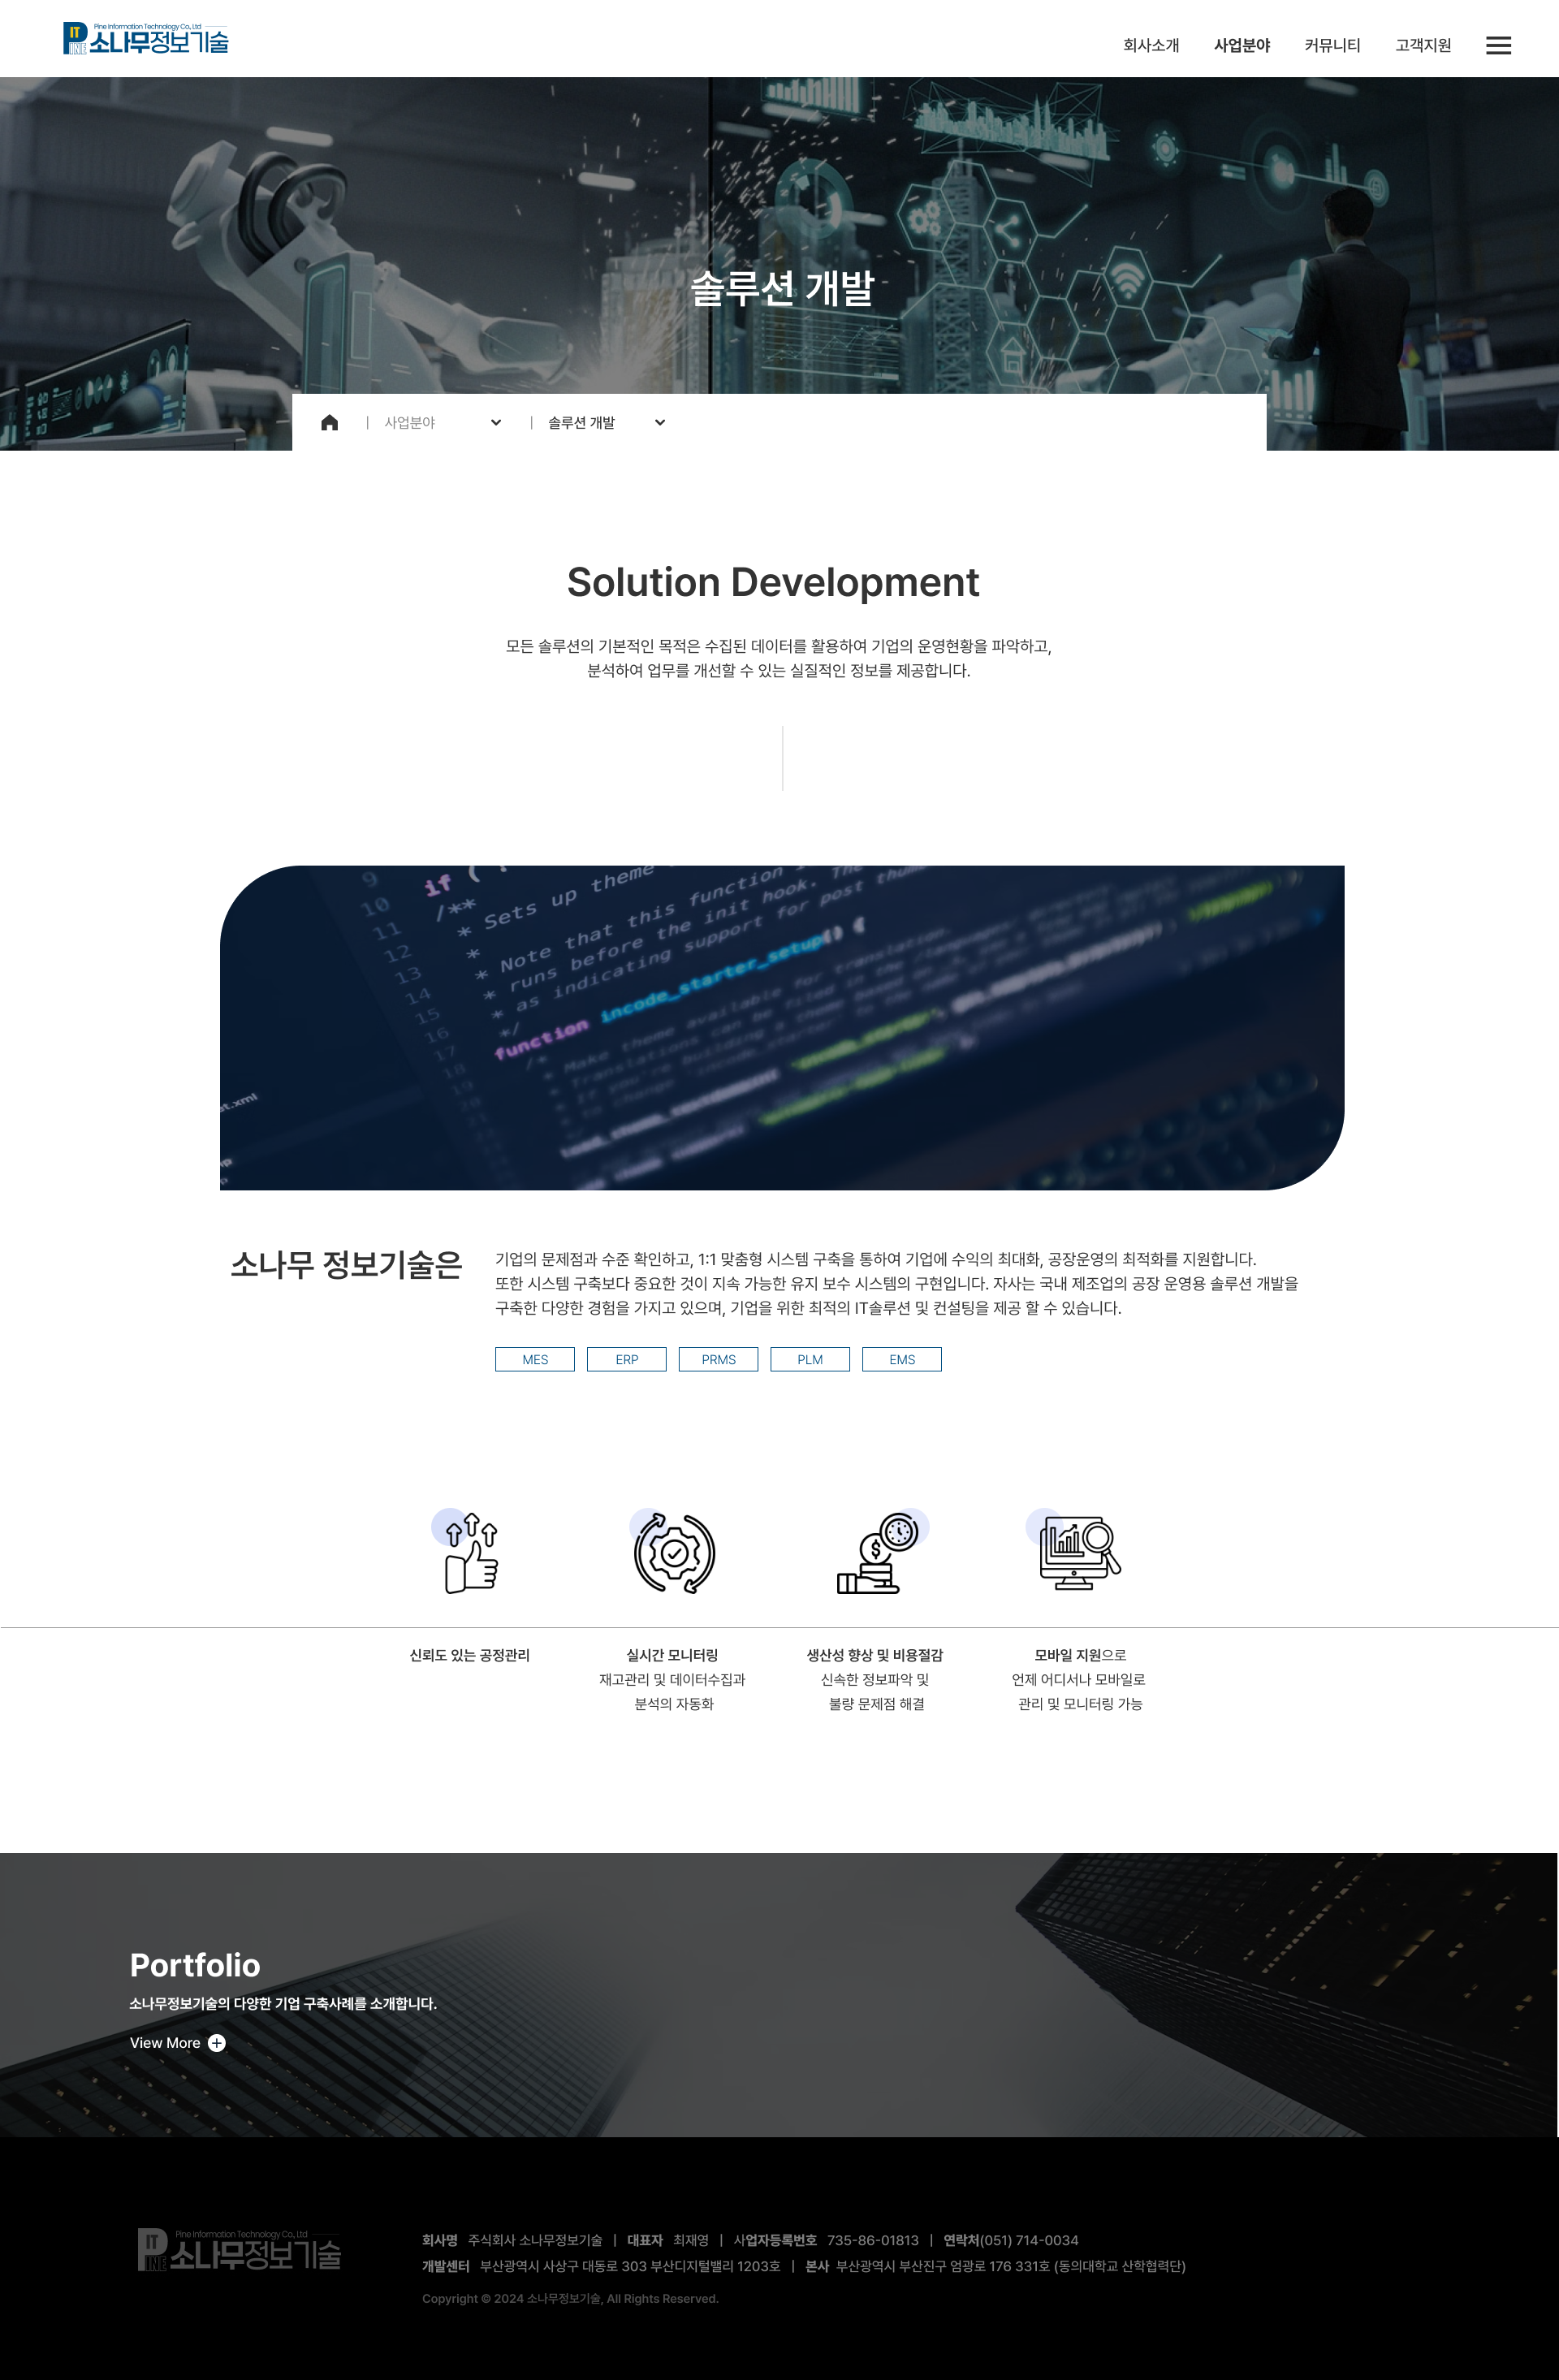 Pine Information Technology Co., Ltd
IT
PINE 소나무정보기술
회사소개 사업분야 커뮤니티 고객지원
솔루션 개발
사업분야 솔루션 개발
Solution Development
모든 솔루션의 기본적인 목적은 수집된 데이터를 활용하여 기업의 운영현황을 파악하고,
분석하여 업무를 개선할 수 있는 실질적인 정보를 제공합니다.
9
10 if (
11 /**
12 * Sets up theme
13 * Note that this function
14 * runs before the init hook. The
15 * as indicating support for post
16 */
17 function incode_starter_setup() {
18
19
소나무 정보기술은
기업의 문제점과 수준 확인하고, 1:1 맞춤형 시스템 구축을 통하여 기업에 수익의 최대화, 공장운영의 최적화를 지원합니다.
또한 시스템 구축보다 중요한 것이 지속 가능한 유지 보수 시스템의 구현입니다. 자사는 국내 제조업의 공장 운영용 솔루션 개발을
구축한 다양한 경험을 가지고 있으며, 기업을 위한 최적의 IT솔루션 및 컨설팅을 제공 할 수 있습니다.
MES ERP PRMS PLM EMS
신뢰도 있는 공정관리
실시간 모니터링
재고관리 및 데이터수집과
분석의 자동화
생산성 향상 및 비용절감
신속한 정보파악 및
불량 문제점 해결
모바일 지원으로
언제 어디서나 모바일로
관리 및 모니터링 가능
Portfolio
소나무정보기술의 다양한 기업 구축사례를 소개합니다.
View More
Pine Information Technology Co., Ltd
IT
PINE 소나무정보기술
회사명 주식회사 소나무정보기술 | 대표자 최재영 | 사업자등록번호 735-86-01813 | 연락처(051) 714-0034
개발센터 부산광역시 사상구 대동로 303 부산디지털밸리 1203호 | 본사 부산광역시 부산진구 엄광로 176 331호 (동의대학교 산학협력단)
Copyright © 2024 소나무정보기술, All Rights Reserved.